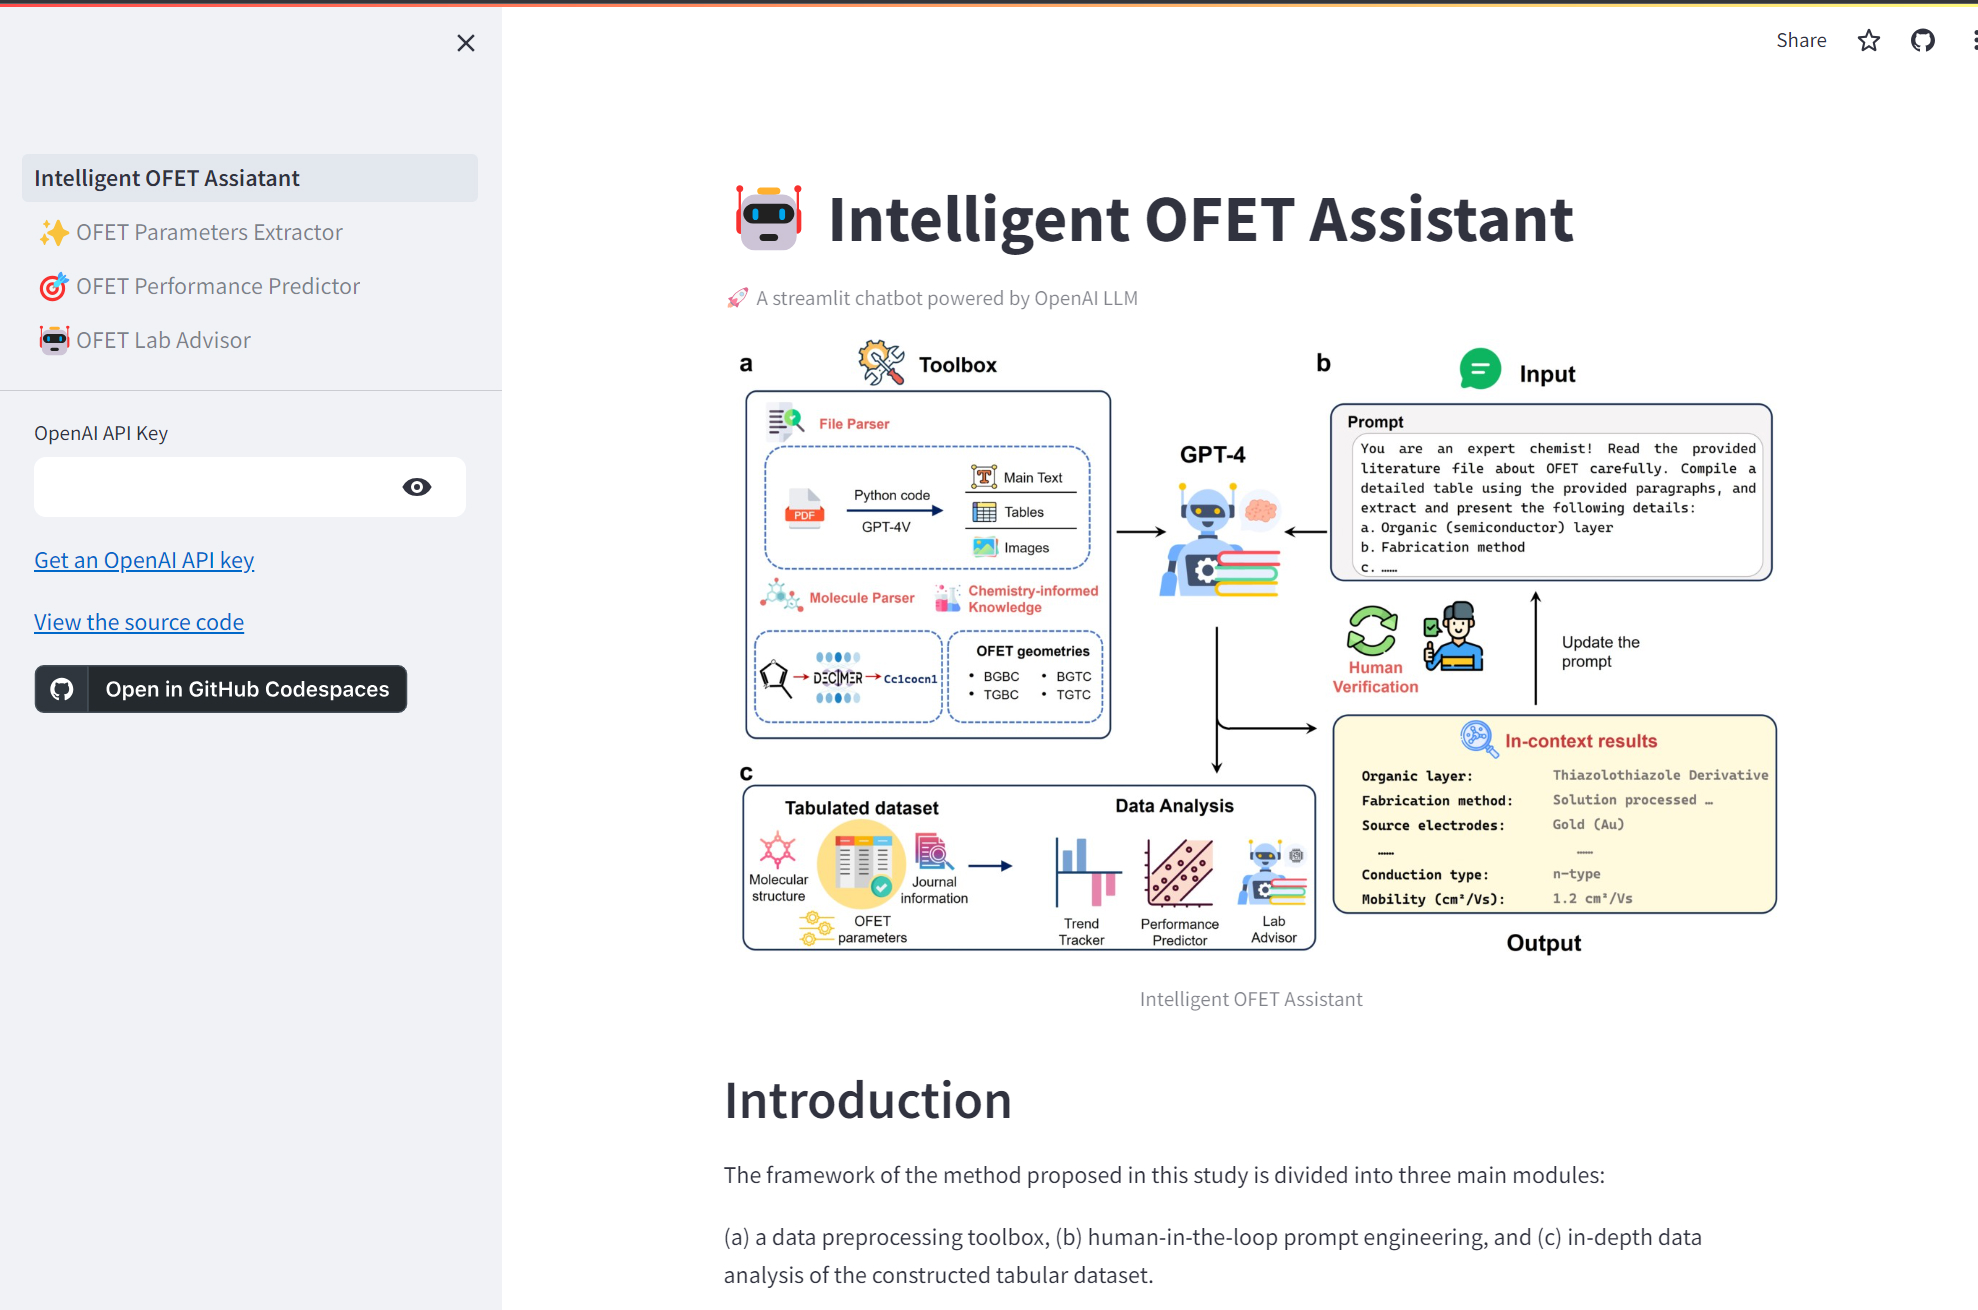 Share
Intelligent OFET Assiatant
OFET Parameters Extractor
OFET Performance Predictor
OFET Lab Advisor
OpenAI API Key
Get an OpenAI API key
View the source code
Open in GitHub Codespaces
Intelligent OFET Assistant
A streamlit chatbot powered by OpenAI LLM
a
Toolbox
File Parser
PDF
Python code
GPT-4V
Main Text
Tables
Images
Molecule Parser
Chemistry-informed
Knowledge
DECIMER
Cc1cocn1
OFET geometries
• BGBC • BGTC
• TGBC • TGTC
GPT-4
b
Input
Prompt
You are an expert chemist! Read the provided
literature file about OFET carefully. Compile a
detailed table using the provided paragraphs, and
extract and present the following details:
a. Organic (semiconductor) layer
b. Fabrication method
c. ……
Human
Verification
Update the
prompt
In-context results
Organic layer: Thiazolothiazole Derivative
Fabrication method: Solution processed …
Source electrodes: Gold (Au)
…… ……
Conduction type: n-type
Mobility (cm²/Vs): 1.2 cm²/Vs
Output
c
Tabulated dataset
Molecular
structure
Journal
information
OFET
parameters
Data Analysis
Trend
Tracker
Performance
Predictor
Lab
Advisor
Intelligent OFET Assistant
Introduction
The framework of the method proposed in this study is divided into three main modules:
(a) a data preprocessing toolbox, (b) human-in-the-loop prompt engineering, and (c) in-depth data
analysis of the constructed tabular dataset.